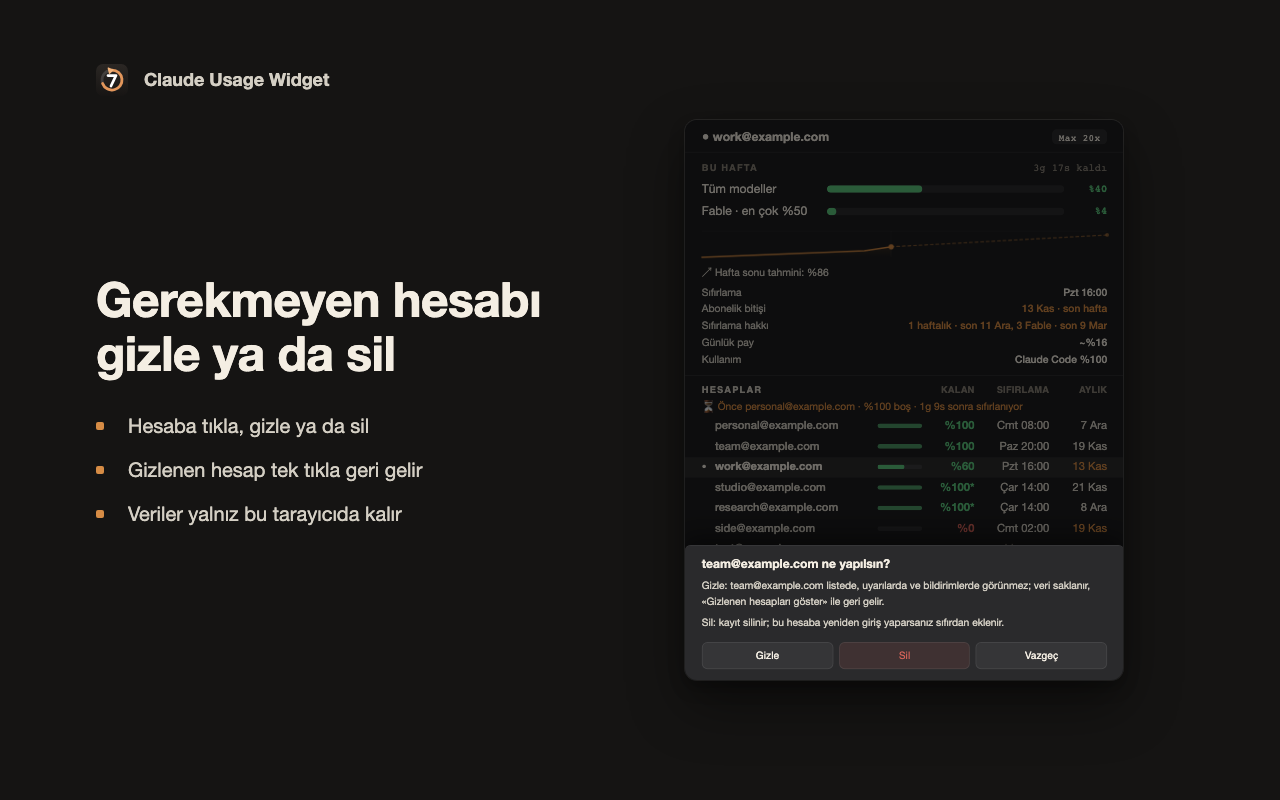 7
Claude Usage Widget
Gerekmeyen hesabı
gizle ya da sil
Hesaba tıkla, gizle ya da sil
Gizlenen hesap tek tıkla geri gelir
Veriler yalnız bu tarayıcıda kalır
work@example.com Max 20x
BU HAFTA 3g 17s kaldı
Tüm modeller %40
Fable · en çok %50 %4
Hafta sonu tahmini: %86
Sıfırlama Pzt 16:00
Abonelik bitişi 13 Kas · son hafta
Sıfırlama hakkı 1 haftalık · son 11 Ara, 3 Fable · son 9 Mar
Günlük pay ~%16
Kullanım Claude Code %100
HESAPLAR KALAN SIFIRLAMA AYLIK
⏳ Önce personal@example.com · %100 boş · 1g 9s sonra sıfırlanıyor
personal@example.com %100 Cmt 08:00 7 Ara
team@example.com %100 Paz 20:00 19 Kas
work@example.com %60 Pzt 16:00 13 Kas
studio@example.com %100* Çar 14:00 21 Kas
research@example.com %100* Çar 14:00 8 Ara
side@example.com %0 Cmt 02:00 19 Kas
team@example.com ne yapılsın?
Gizle: team@example.com listede, uyarılarda ve bildirimlerde görünmez; veri saklanır,
«Gizlenen hesapları göster» ile geri gelir.
Sil: kayıt silinir; bu hesaba yeniden giriş yaparsanız sıfırdan eklenir.
Gizle Sil Vazgeç